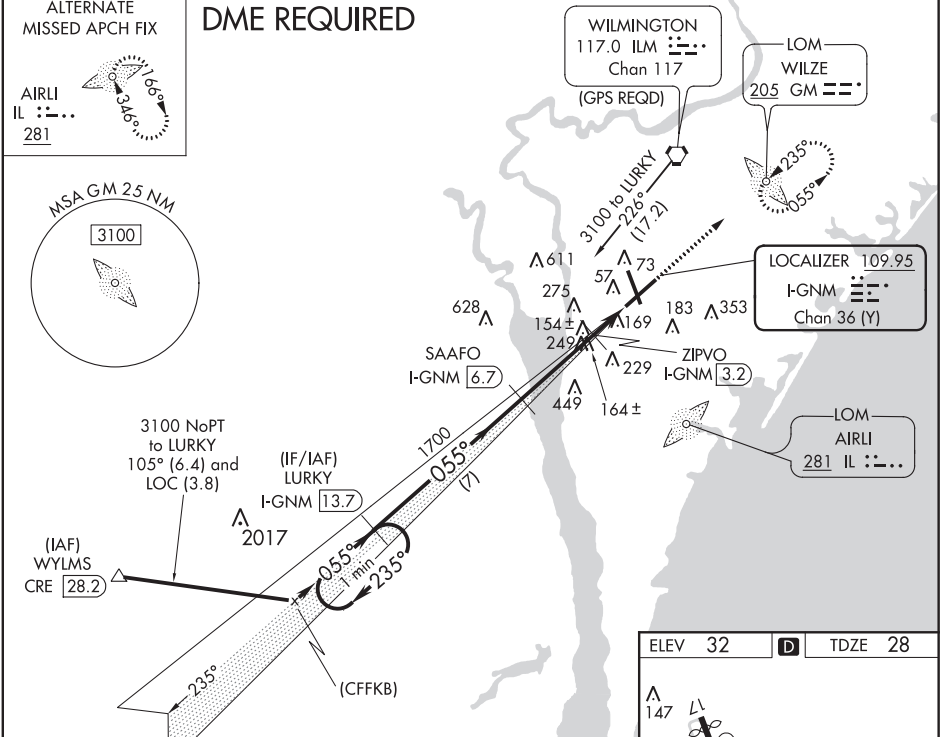 ALTERNATE
MISSED APCH FIX
AIRLI
IL
281
166°
346°
DME REQUIRED
WILMINGTON
117.0 ILM
Chan 117
(GPS REQD)
LOM
WILZE
205 GM
235°
055°
MSA GM 25 NM
3100
3100 to LURKY
226°
(17.2)
LOCALIZER 109.95
I-GNM
Chan 36 (Y)
611
73
57
275
628
154 ±
169
183
353
249
SAAFO
I-GNM 6.7
ZIPVO
I-GNM 3.2
229
449
164 ±
LOM
AIRLI
281 IL
3100 NoPT
to LURKY
105° (6.4) and
LOC (3.8)
(IF/IAF)
LURKY
I-GNM 13.7
1700
055°
(7)
2017
(IAF)
WYLMS
CRE 28.2
055°
1 min
235°
235°
(CFFKB)
ELEV 32 D TDZE 28
147
17